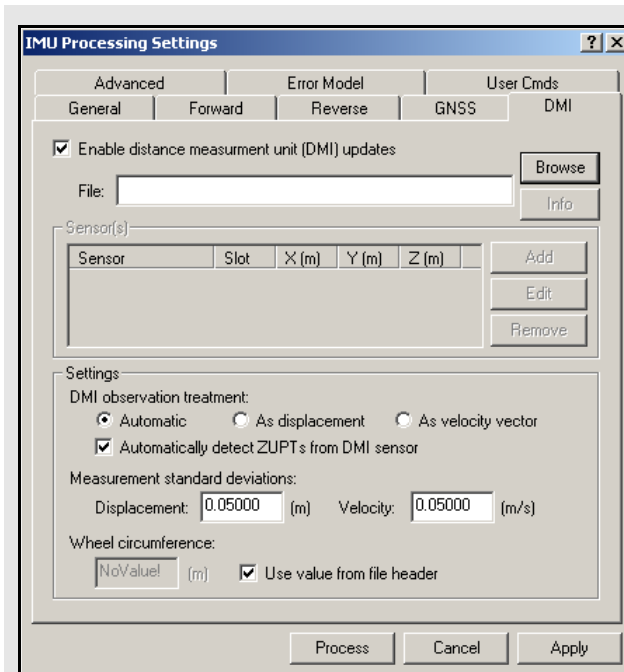 IMU Processing Settings
Advanced Error Model User Cmds
General Forward Reverse GNSS DMI
Enable distance measurment unit (DMI) updates
Browse
File:
Info
Sensor(s)
Sensor Slot X (m) Y (m) Z (m)
Add
Edit
Remove
Settings
DMI observation treatment:
Automatic As displacement As velocity vector
Automatically detect ZUPTs from DMI sensor
Measurement standard deviations:
Displacement: 0.05000 (m) Velocity: 0.05000 (m/s)
Wheel circumference:
NoValue! (m) Use value from file header
Process Cancel Apply